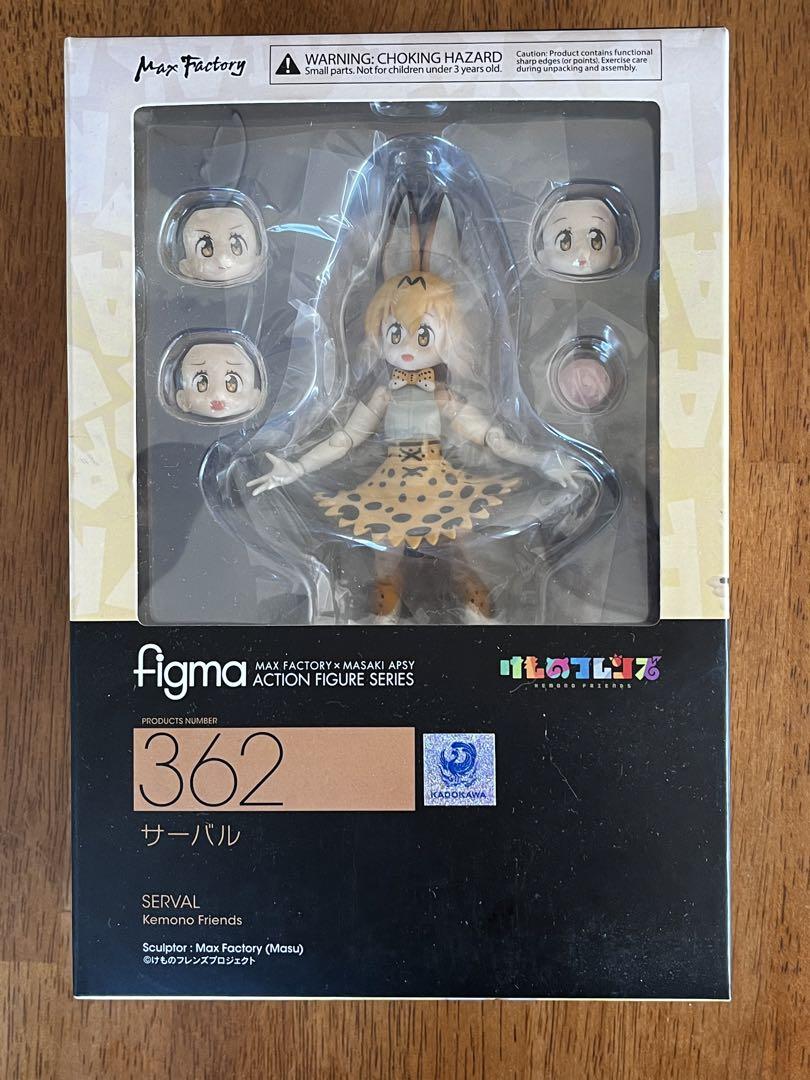 Max Factory
WARNING: CHOKING HAZARD
Small parts. Not for children under 3 years old.
Caution: Product contains functional
sharp edges (or points). Exercise care
during unpacking and assembly.
figma
MAX FACTORY × MASAKI APSY
ACTION FIGURE SERIES
けものフレンズ
KEMONO FRIENDS
PRODUCTS NUMBER
362
KADOKAWA
サーバル
SERVAL
Kemono Friends
Sculptor : Max Factory (Masu)
©けものフレンズプロジェクト